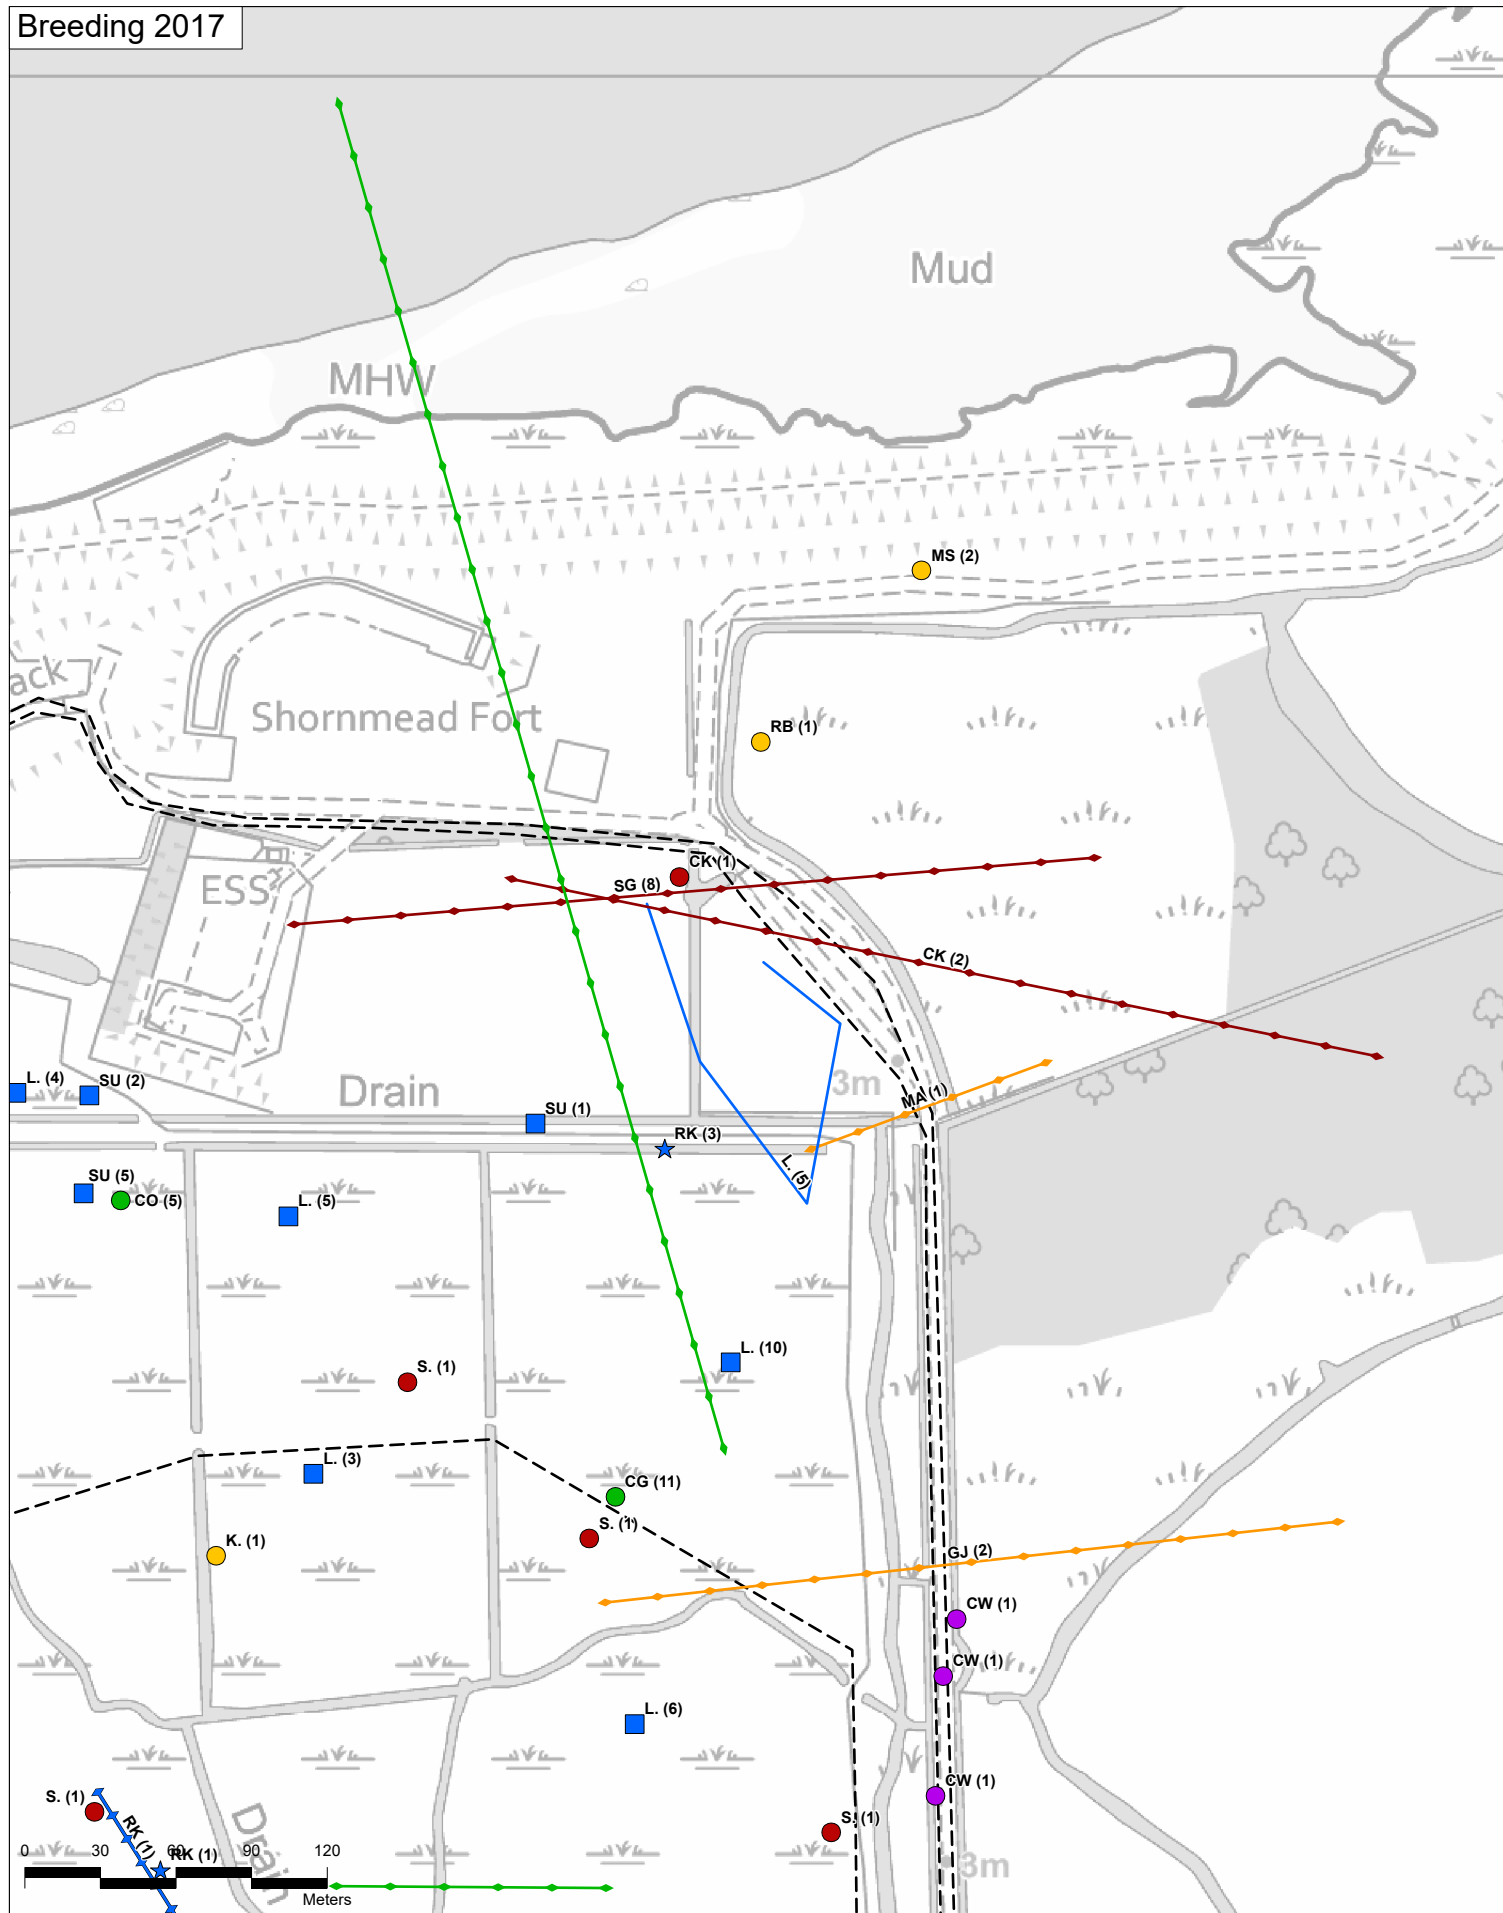 Breeding 2017
Mud
MHW
MS (2)
ack
Shornmead Fort
RB (1)
CK (1)
SG (8)
ESS
CK (2)
L. (4)
SU (2)
Drain
3m
MA (1)
SU (1)
RK (3)
L. (5)
SU (5)
CO (5)
L. (5)
L. (10)
S. (1)
L. (3)
CG (11)
S. (1)
K. (1)
GJ (2)
CW (1)
CW (1)
L. (6)
CW (1)
S. (1)
S. (1)
RK (1)
RK (1)
Drain
3m
0 30 60 90 120
Meters